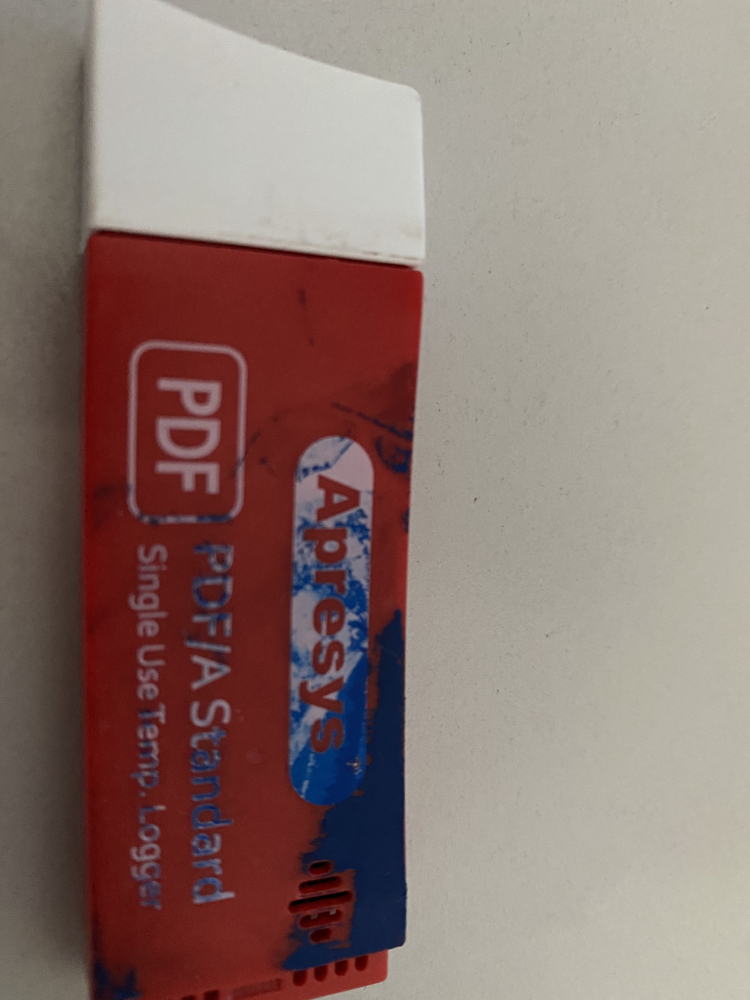 Apresys
PDF
PDF/A Standard
Single Use Temp. Logger